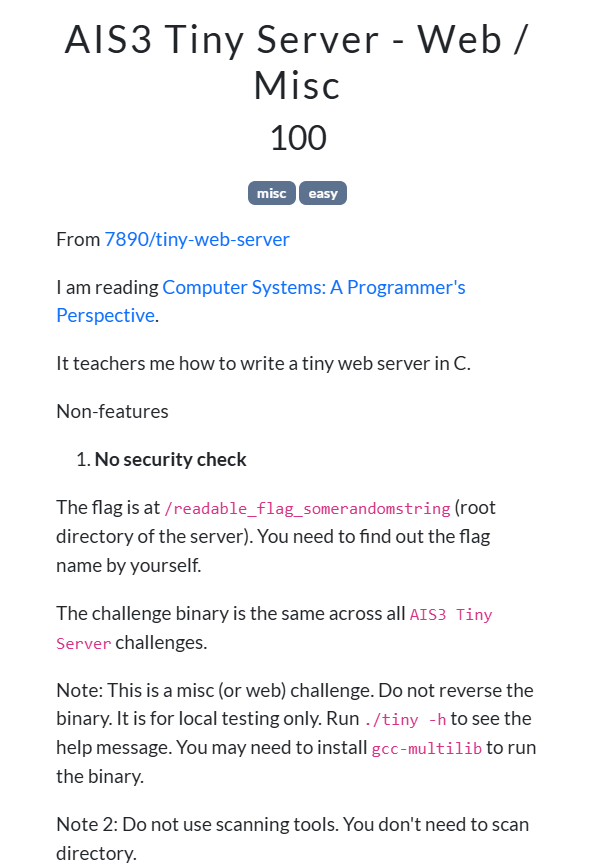 AIS3 Tiny Server - Web /
Misc
100
misc easy
From 7890/tiny-web-server
I am reading Computer Systems: A Programmer's
Perspective.
It teachers me how to write a tiny web server in C.
Non-features
1. No security check
The flag is at /readable_flag_somerandomstring (root
directory of the server). You need to find out the flag
name by yourself.
The challenge binary is the same across all AIS3 Tiny
Server challenges.
Note: This is a misc (or web) challenge. Do not reverse the
binary. It is for local testing only. Run ./tiny -h to see the
help message. You may need to install gcc-multilib to run
the binary.
Note 2: Do not use scanning tools. You don't need to scan
directory.